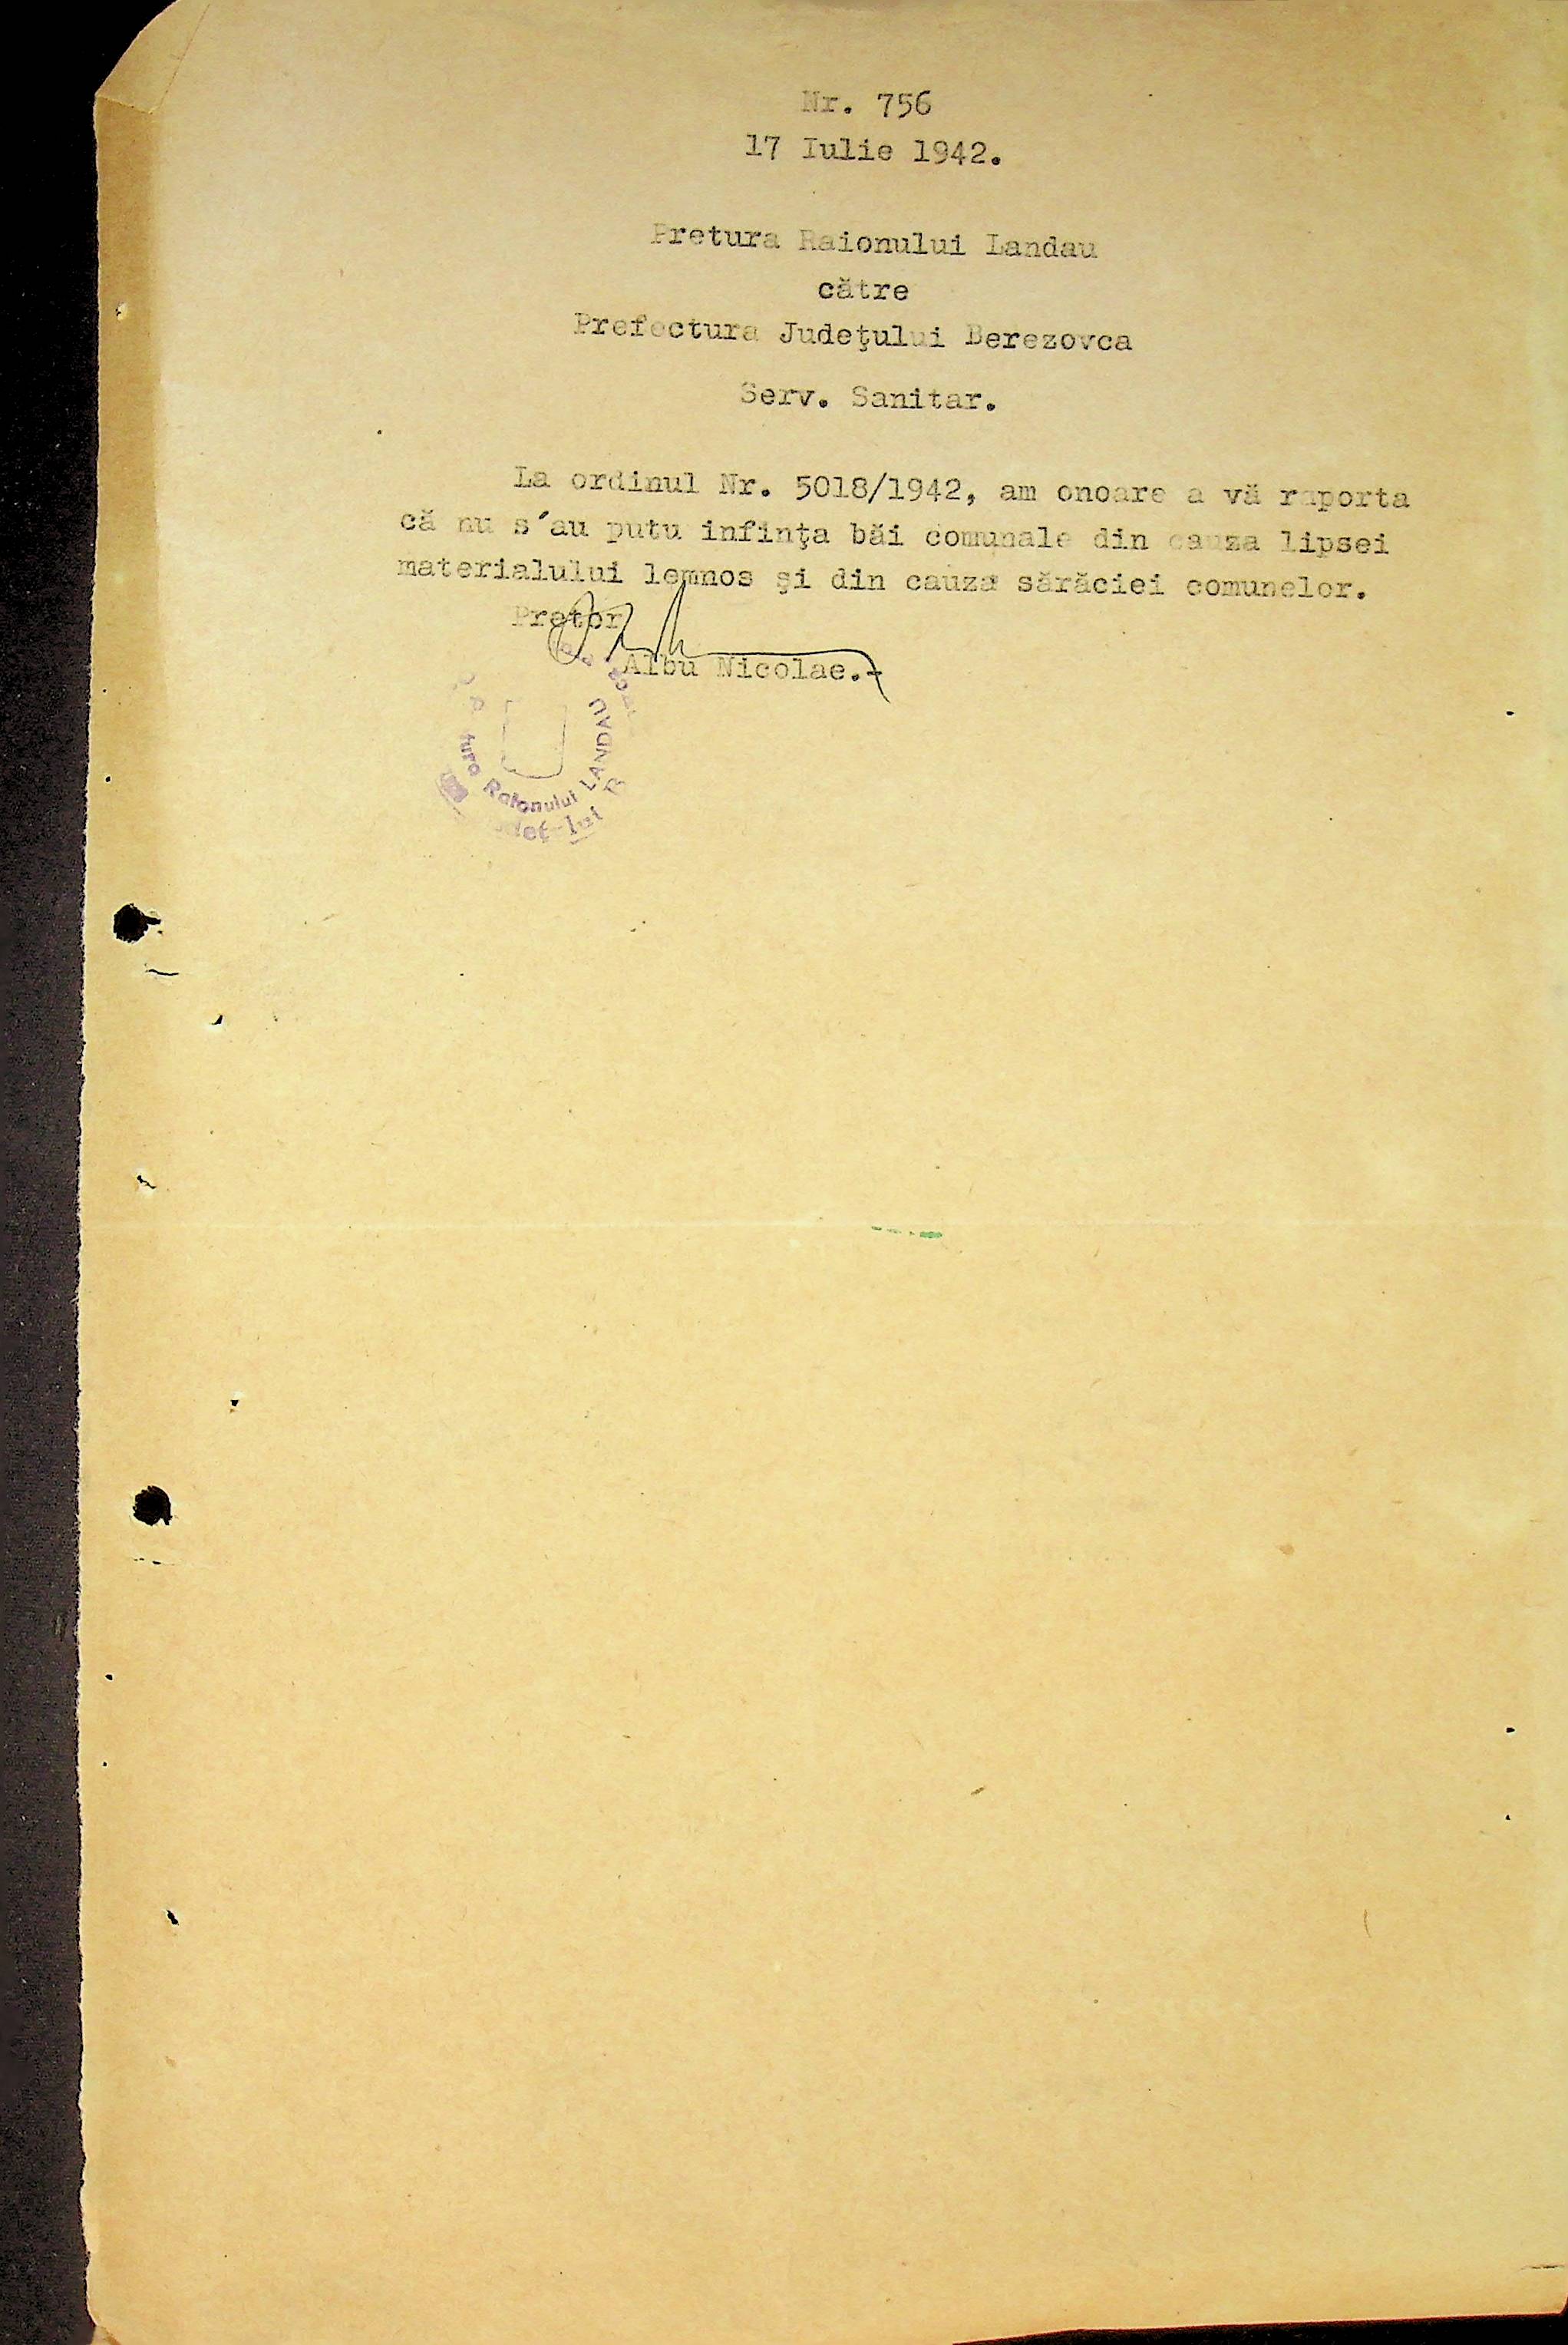 Nr. 756
17 Iulie 1942.
Pretura Raionului Landau
către
Prefectura Judeţului Berezovca
Serv. Sanitar.
La ordinul Nr. 5018/1942, am onoare a vă raporta
că nu s'au putu infinţa băi comunale din cauza lipsei
materialului lemnos şi din cauza sărăciei comunelor.
Pretor
Albu Nicolae.-
Raionului LANDAU